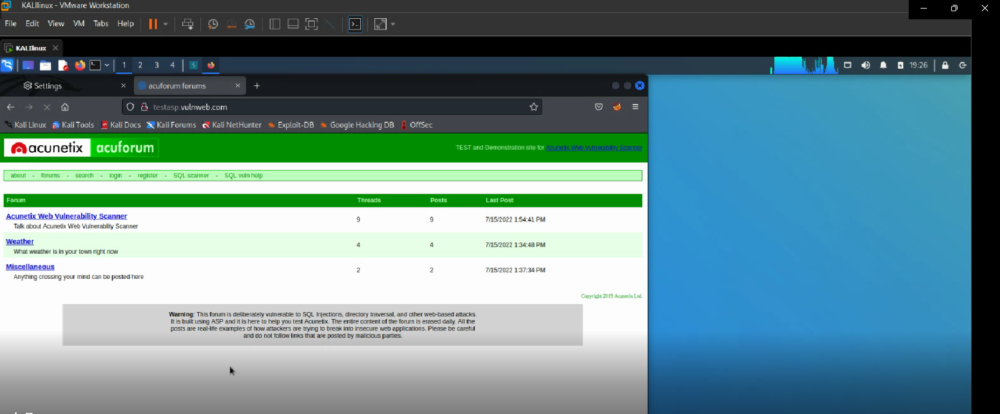 KALIlinux - VMware Workstation
File Edit View VM Tabs Help
KALIlinux
1 2 3 4 19:26
Settings acuforum forums
testasp.vulnweb.com
Kali Linux Kali Tools Kali Docs Kali Forums Kali NetHunter Exploit-DB Google Hacking DB OffSec
acunetix acuforum TEST and Demonstration site for Acunetix Web Vulnerability Scanner
about - forums - search - login - register - SQL scanner - SQL vuln help
Forum Threads Posts Last Post
Acunetix Web Vulnerability Scanner
Talk about Acunetix Web Vulnerablity Scanner
9 9 7/15/2022 1:54:41 PM
Weather
What weather is in your town right now
4 4 7/15/2022 1:34:48 PM
Miscellaneous
Anything crossing your mind can be posted here
2 2 7/15/2022 1:37:34 PM
Copyright 2019 Acunetix Ltd.
Warning: This forum is deliberately vulnerable to SQL Injections, directory traversal, and other web-based attacks.
It is built using ASP and it is here to help you test Acunetix. The entire content of the forum is erased daily. All the
posts are real-life examples of how attackers are trying to break into insecure web applications. Please be careful
and do not follow links that are posted by malicious parties.